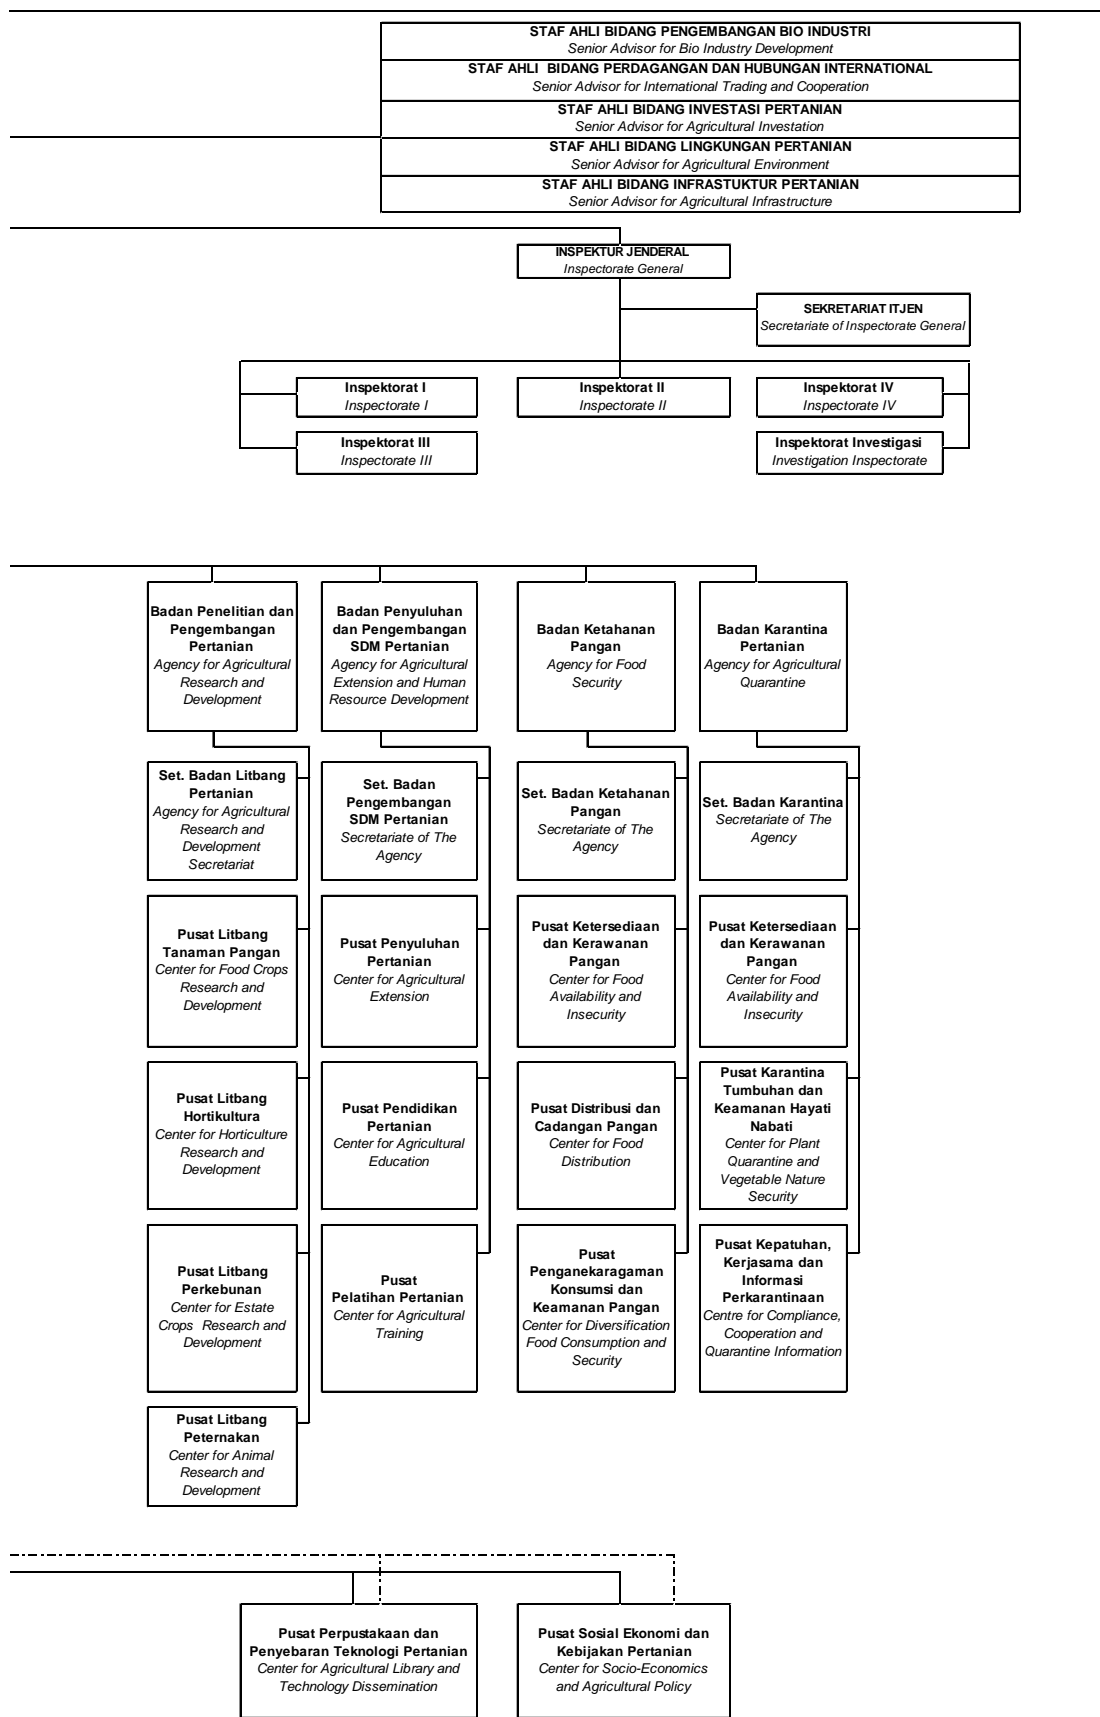 STAF AHLI BIDANG PENGEMBANGAN BIO INDUSTRI
Senior Advisor for Bio Industry Development
STAF AHLI  BIDANG PERDAGANGAN DAN HUBUNGAN INTERNATIONAL
Senior Advisor for International Trading and Cooperation
STAF AHLI BIDANG INVESTASI PERTANIAN
Senior Advisor for Agricultural Investation
STAF AHLI BIDANG LINGKUNGAN PERTANIAN
Senior Advisor for Agricultural Environment
STAF AHLI BIDANG INFRASTUKTUR PERTANIAN
Senior Advisor for Agricultural Infrastructure
INSPEKTUR JENDERAL
Inspectorate General
SEKRETARIAT ITJEN
Secretariate of Inspectorate General
Inspektorat I
Inspectorate I
Inspektorat II
Inspectorate II
Inspektorat IV
Inspectorate IV
Inspektorat III
Inspectorate III
Inspektorat Investigasi
Investigation Inspectorate
Badan Penelitian dan
Pengembangan
Pertanian
Agency for Agricultural
Research and
Development
Badan Penyuluhan
dan Pengembangan
SDM Pertanian
Agency for Agricultural
Extension and Human
Resource Development
Badan Ketahanan
Pangan
Agency for Food
Security
Badan Karantina
Pertanian
Agency for Agricultural
Quarantine
Set. Badan Litbang
Pertanian
Agency for Agricultural
Research and
Development
Secretariat
Set. Badan
Pengembangan
SDM Pertanian
Secretariate of The
Agency
Set. Badan Ketahanan
Pangan
Secretariate of The
Agency
Set. Badan Karantina
Secretariate of The
Agency
Pusat Litbang
Tanaman Pangan
Center for Food Crops
Research and
Development
Pusat Penyuluhan
Pertanian
Center for Agricultural
Extension
Pusat Ketersediaan
dan Kerawanan
Pangan
Center for Food
Availability and
Insecurity
Pusat Ketersediaan
dan Kerawanan
Pangan
Center for Food
Availability and
Insecurity
Pusat Litbang
Hortikultura
Center for Horticulture
Research and
Development
Pusat Pendidikan
Pertanian
Center for Agricultural
Education
Pusat Distribusi dan
Cadangan Pangan
Center for Food
Distribution
Pusat Karantina
Tumbuhan dan
Keamanan Hayati
Nabati
Center for Plant
Quarantine and
Vegetable Nature
Security
Pusat Litbang
Perkebunan
Center for Estate
Crops  Research and
Development
Pusat
Pelatihan Pertanian
Center for Agricultural
Training
Pusat
Penganekaragaman
Konsumsi dan
Keamanan Pangan
Center for Diversification
Food Consumption and
Security
Pusat Kepatuhan,
Kerjasama dan
Informasi
Perkarantinaan
Centre for Compliance,
Cooperation and
Quarantine Information
Pusat Litbang
Peternakan
Center for Animal
Research and
Development
Pusat Perpustakaan dan
Penyebaran Teknologi Pertanian
Center for Agricultural Library and
Technology Dissemination
Pusat Sosial Ekonomi dan
Kebijakan Pertanian
Center for Socio-Economics
and Agricultural Policy